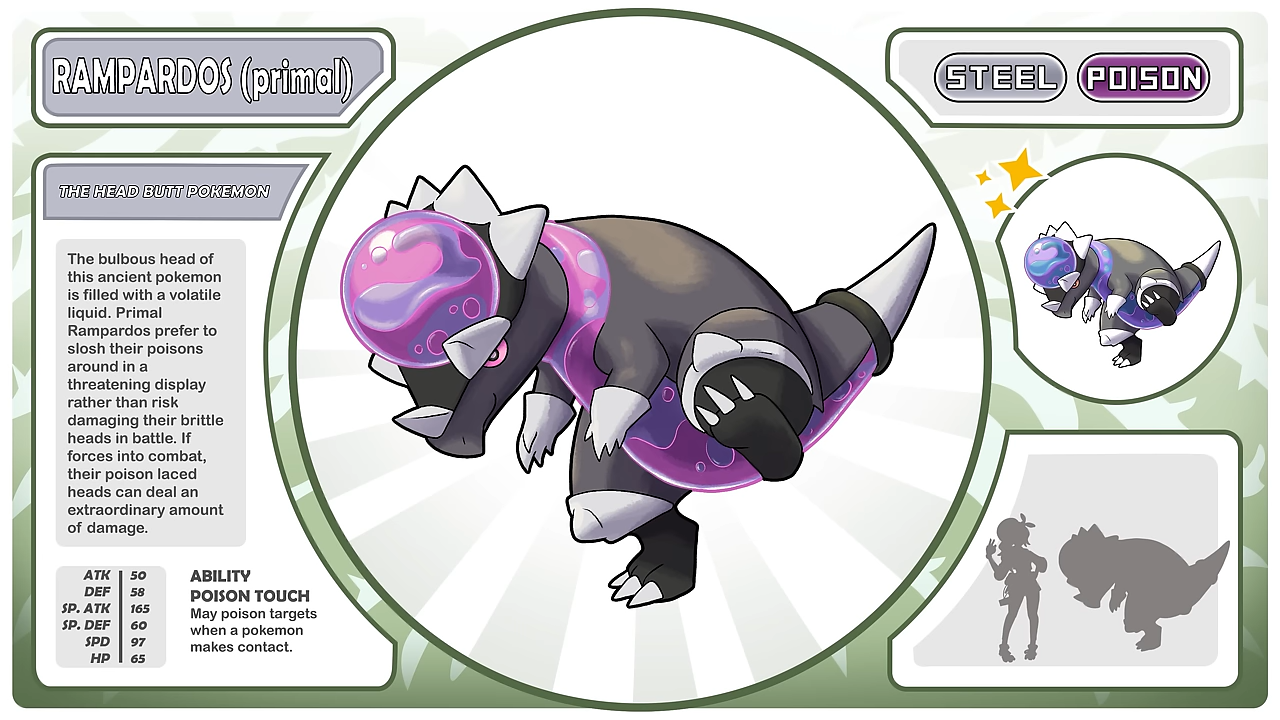 RAMPARDOS (primal)
STEEL POISON
THE HEAD BUTT POKEMON
The bulbous head of
this ancient pokemon
is filled with a volatile
liquid. Primal
Rampardos prefer to
slosh their poisons
around in a
threatening display
rather than risk
damaging their brittle
heads in battle. If
forces into combat,
their poison laced
heads can deal an
extraordinary amount
of damage.
ATK 50
DEF 58
SP. ATK 165
SP. DEF 60
SPD 97
HP 65
ABILITY
POISON TOUCH
May poison targets
when a pokemon
makes contact.